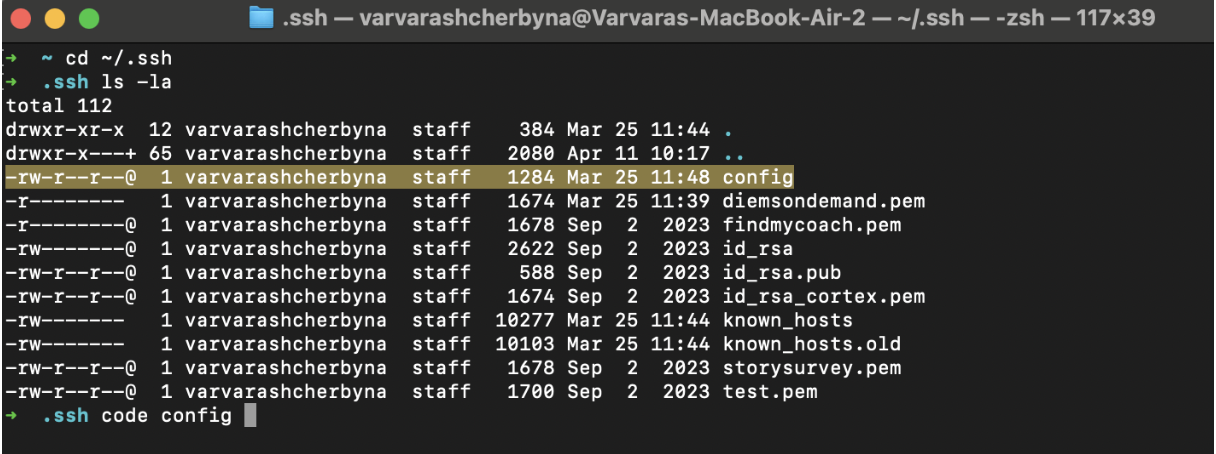 .ssh — varvarashcherbyna@Varvaras-MacBook-Air-2 — ~/.ssh — -zsh — 117×39
➜  ~ cd ~/.ssh
➜  .ssh ls -la
total 112
drwxr-xr-x  12 varvarashcherbyna  staff    384 Mar 25 11:44 .
drwxr-x---+ 65 varvarashcherbyna  staff   2080 Apr 11 10:17 ..
-rw-r--r--@  1 varvarashcherbyna  staff   1284 Mar 25 11:48 config
-r--------   1 varvarashcherbyna  staff   1674 Mar 25 11:39 diemsondemand.pem
-r--------@  1 varvarashcherbyna  staff   1678 Sep  2  2023 findmycoach.pem
-rw-------@  1 varvarashcherbyna  staff   2622 Sep  2  2023 id_rsa
-rw-r--r--@  1 varvarashcherbyna  staff    588 Sep  2  2023 id_rsa.pub
-rw-r--r--@  1 varvarashcherbyna  staff   1674 Sep  2  2023 id_rsa_cortex.pem
-rw-------   1 varvarashcherbyna  staff  10277 Mar 25 11:44 known_hosts
-rw-------   1 varvarashcherbyna  staff  10103 Mar 25 11:44 known_hosts.old
-rw-r--r--@  1 varvarashcherbyna  staff   1678 Sep  2  2023 storysurvey.pem
-rw-r--r--@  1 varvarashcherbyna  staff   1700 Sep  2  2023 test.pem
➜  .ssh code config